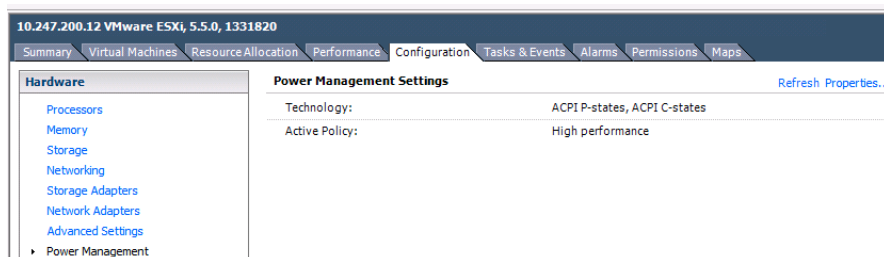 10.247.200.12 VMware ESXi, 5.5.0, 1331820
Summary Virtual Machines Resource Allocation Performance Configuration Tasks & Events Alarms Permissions Maps
Hardware
Processors
Memory
Storage
Networking
Storage Adapters
Network Adapters
Advanced Settings
Power Management
Power Management Settings Refresh Properties..
Technology: ACPI P-states, ACPI C-states
Active Policy: High performance